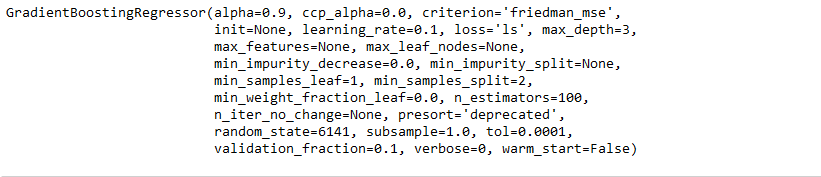 GradientBoostingRegressor(alpha=0.9, ccp_alpha=0.0, criterion='friedman_mse',
init=None, learning_rate=0.1, loss='ls', max_depth=3,
max_features=None, max_leaf_nodes=None,
min_impurity_decrease=0.0, min_impurity_split=None,
min_samples_leaf=1, min_samples_split=2,
min_weight_fraction_leaf=0.0, n_estimators=100,
n_iter_no_change=None, presort='deprecated',
random_state=6141, subsample=1.0, tol=0.0001,
validation_fraction=0.1, verbose=0, warm_start=False)